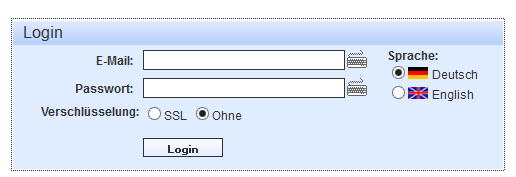 Login
E-Mail:
Passwort:
Verschlüsselung: SSL Ohne
Login
Sprache:
Deutsch
English